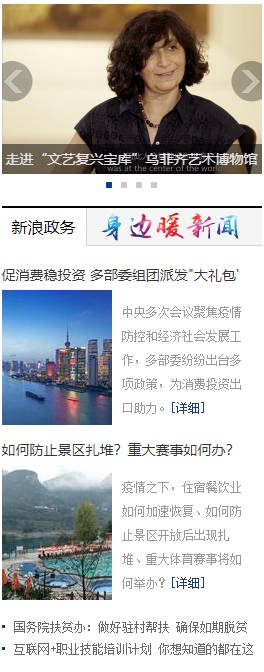 走进“文艺复兴宝库”乌菲齐艺术博物馆
was at the center of the world
新浪政务
身边暖新闻
促消费稳投资 多部委组团派发"大礼包"
中央多次会议聚焦疫情
防控和经济社会发展工
作，多部委纷纷出台多
项政策，为消费投资出
口助力。[详细]
如何防止景区扎堆？重大赛事如何办？
疫情之下，住宿餐饮业
如何加速恢复、如何防
止景区开放后出现扎
堆、重大体育赛事将如
何举办？[详细]
国务院扶贫办：做好驻村帮扶 确保如期脱贫
互联网+职业技能培训计划 你想知道的都在这